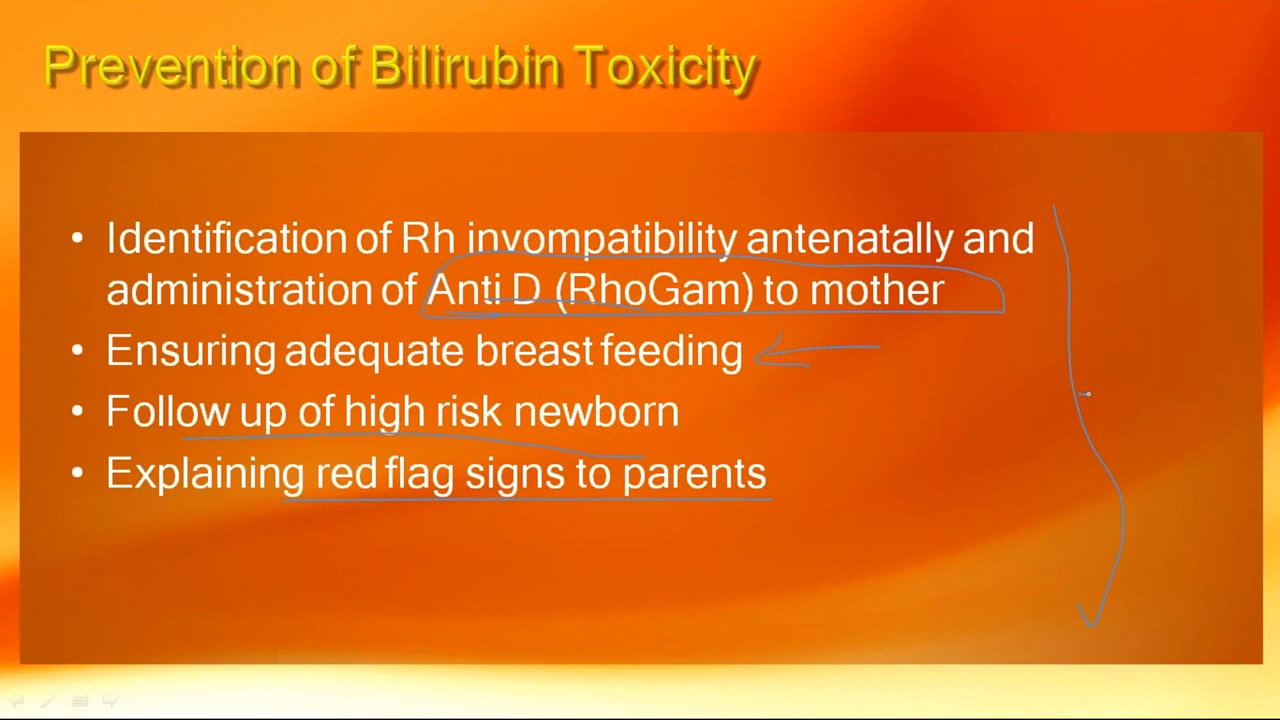 Prevention of Bilirubin Toxicity
• Identification of Rh invompatibility antenatally and
administration of Anti D (RhoGam) to mother
• Ensuring adequate breast feeding
• Follow up of high risk newborn
• Explaining red flag signs to parents